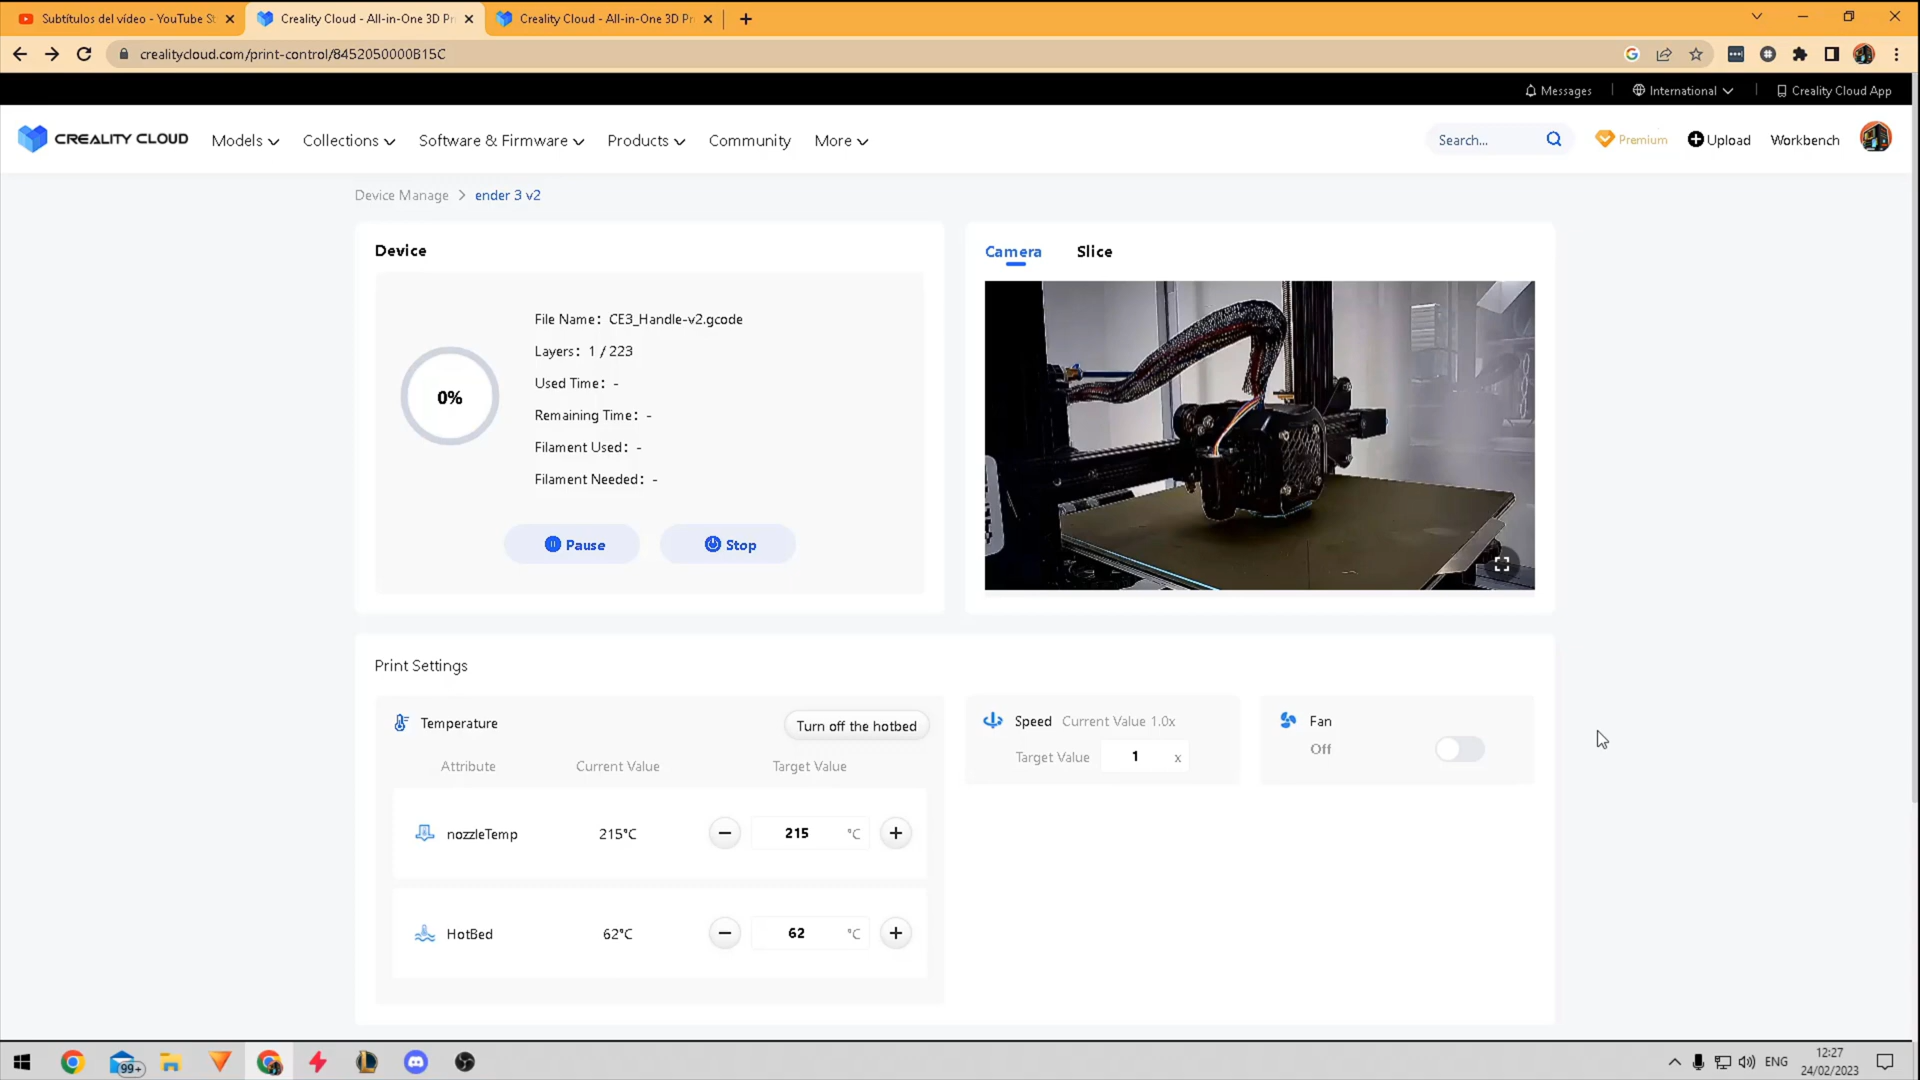 Subtítulos del vídeo - YouTube St
Creality Cloud - All-in-One 3D Pri
Creality Cloud - All-in-One 3D Pri
crealitycloud.com/print-control/8452050000B15C
Messages
International
Creality Cloud App
CREALITY CLOUD
Models
Collections
Software & Firmware
Products
Community
More
Search...
Premium
Upload
Workbench
Device Manage > ender 3 v2
Device
0%
File Name: CE3_Handle-v2.gcode
Layers: 1 / 223
Used Time: -
Remaining Time: -
Filament Used: -
Filament Needed: -
Pause
Stop
Camera
Slice
Print Settings
Temperature
Turn off the hotbed
Attribute
Current Value
Target Value
nozzleTemp
215°C
215
°C
HotBed
62°C
62
°C
Speed
Current Value 1.0x
Target Value
1
x
Fan
Off
99+
ENG
12:27
24/02/2023